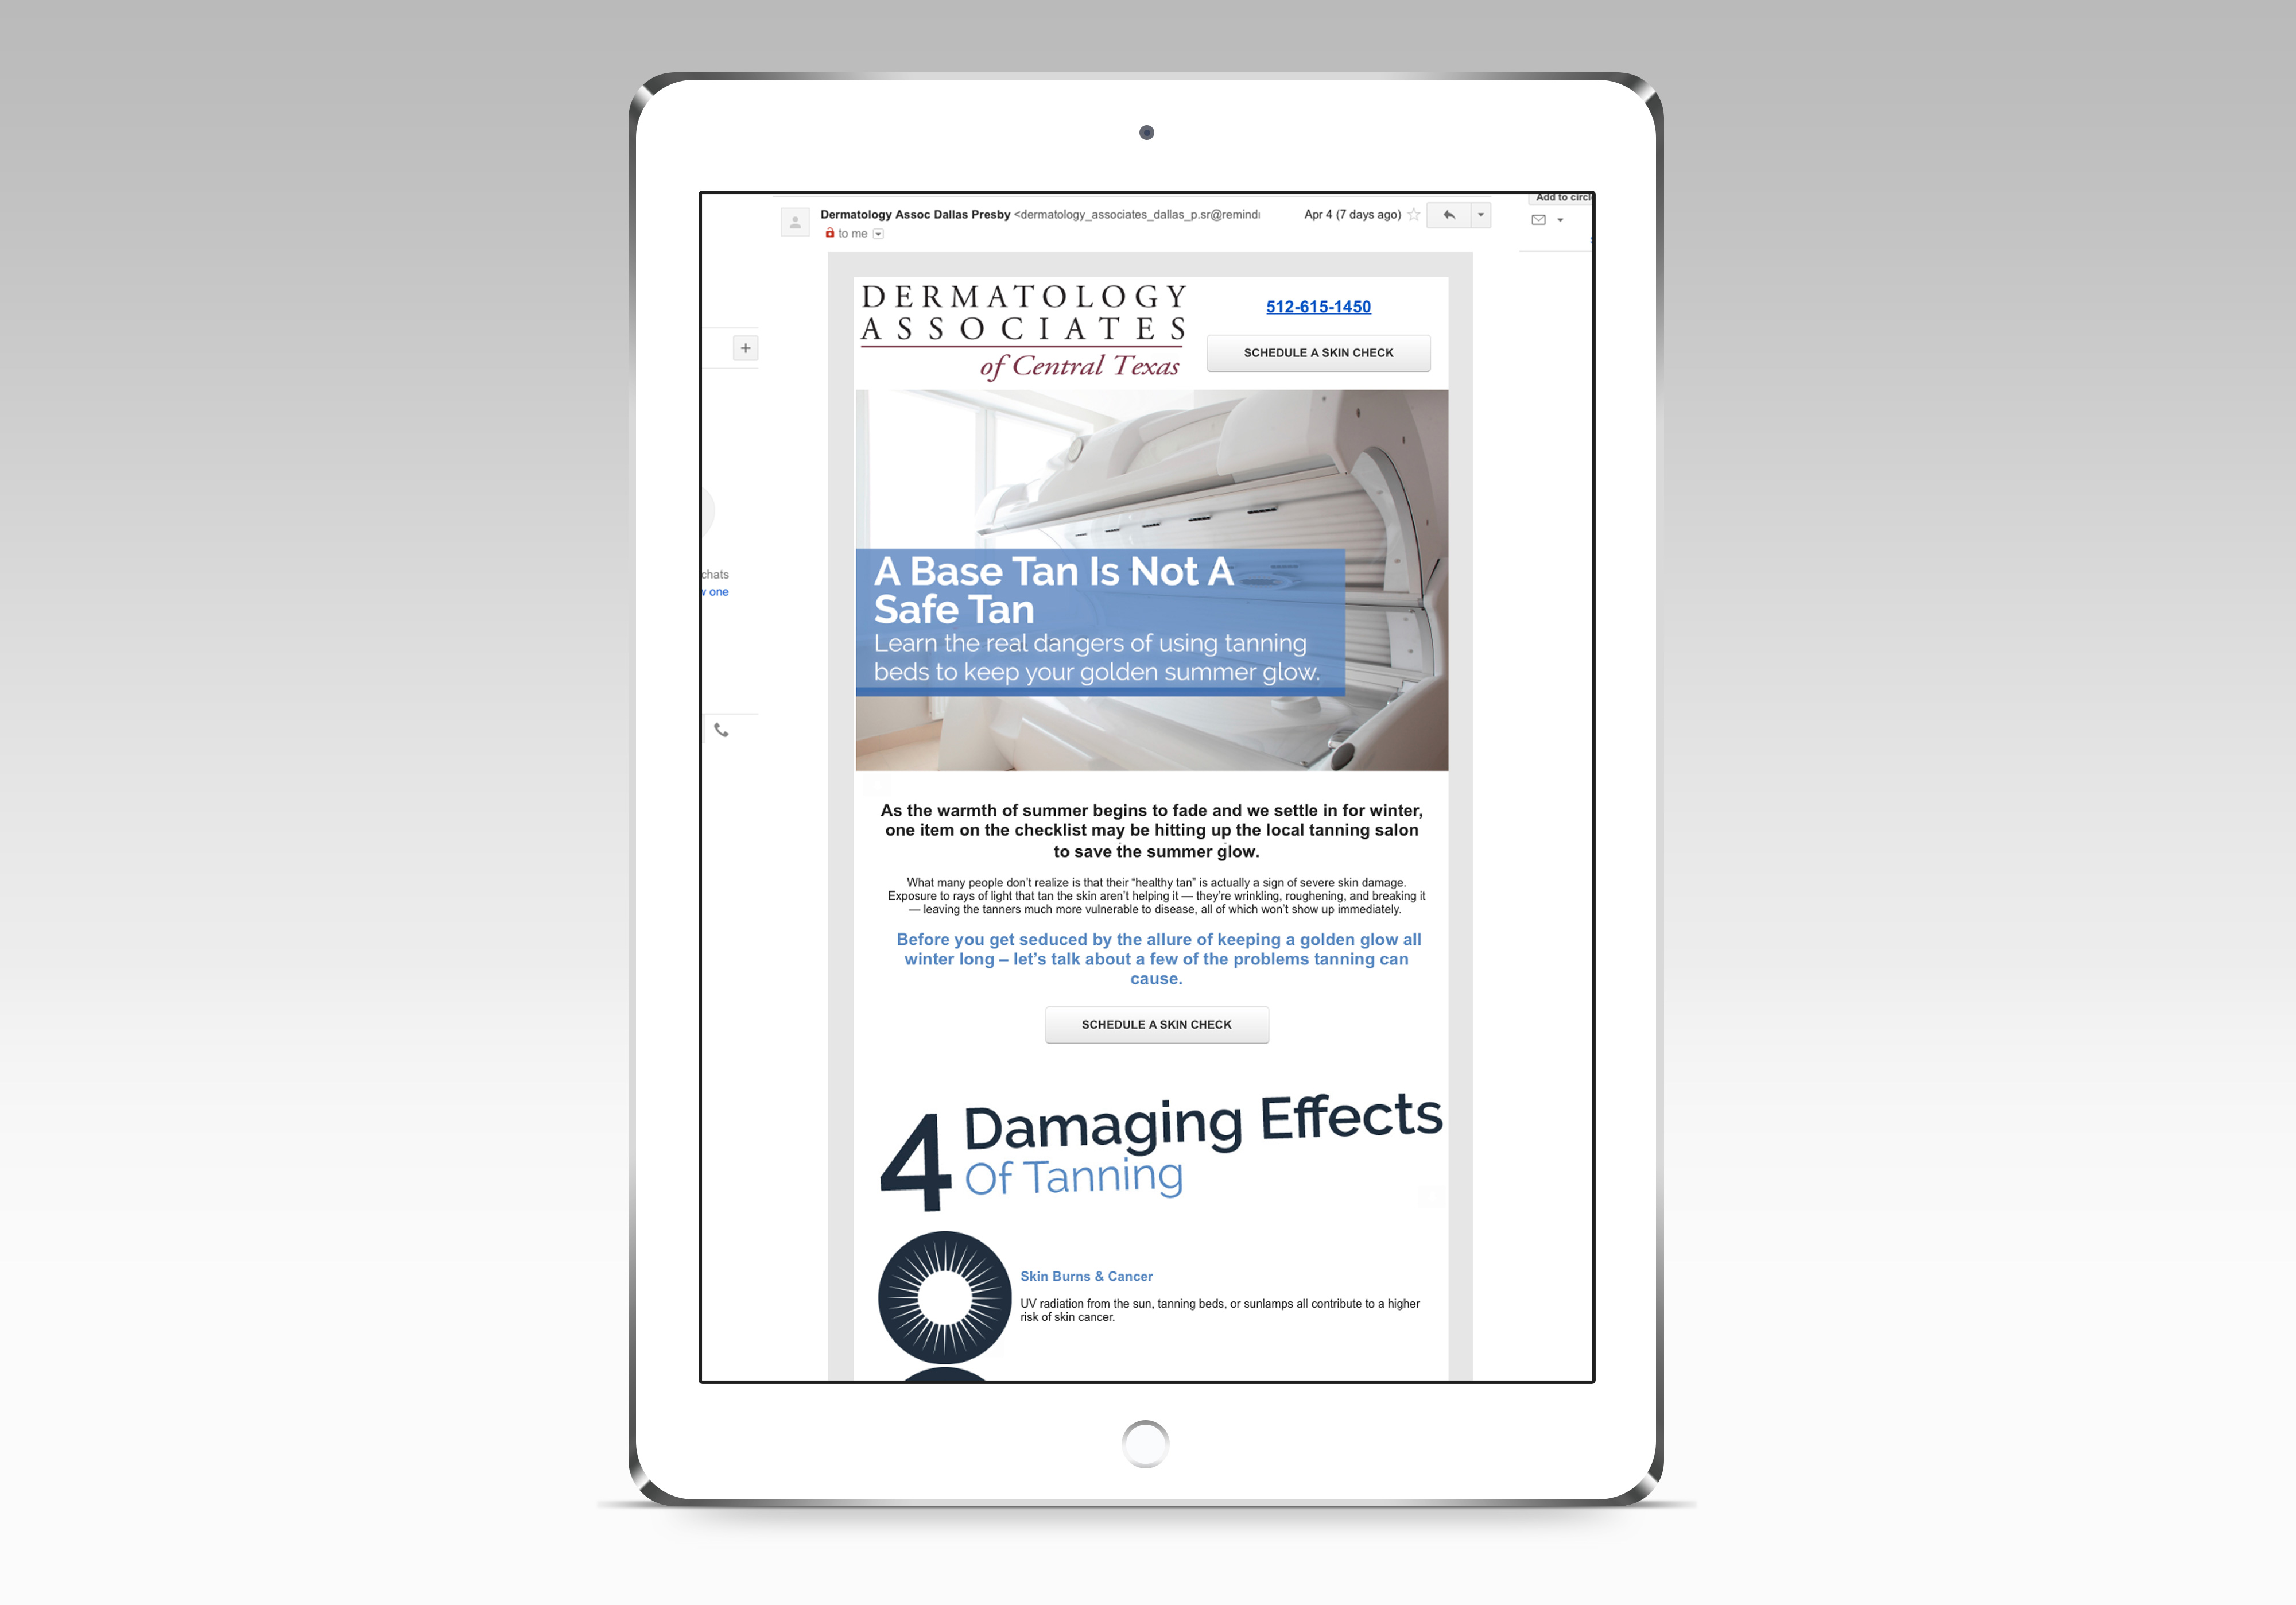 Add to circl
Dermatology Assoc Dallas Presby <dermatology_associates_dallas_p.sr@remind
Apr 4 (7 days ago)
to me
DERMATOLOGY
ASSOCIATES
of Central Texas
512-615-1450
SCHEDULE A SKIN CHECK
chats
one
A Base Tan Is Not A
Safe Tan
Learn the real dangers of using tanning
beds to keep your golden summer glow.
As the warmth of summer begins to fade and we settle in for winter,
one item on the checklist may be hitting up the local tanning salon
to save the summer glow.
What many people don’t realize is that their “healthy tan” is actually a sign of severe skin damage.
Exposure to rays of light that tan the skin aren’t helping it — they’re wrinkling, roughening, and breaking it
— leaving the tanners much more vulnerable to disease, all of which won’t show up immediately.
Before you get seduced by the allure of keeping a golden glow all
winter long – let’s talk about a few of the problems tanning can
cause.
SCHEDULE A SKIN CHECK
4 Damaging Effects
Of Tanning
Skin Burns & Cancer
UV radiation from the sun, tanning beds, or sunlamps all contribute to a higher
risk of skin cancer.